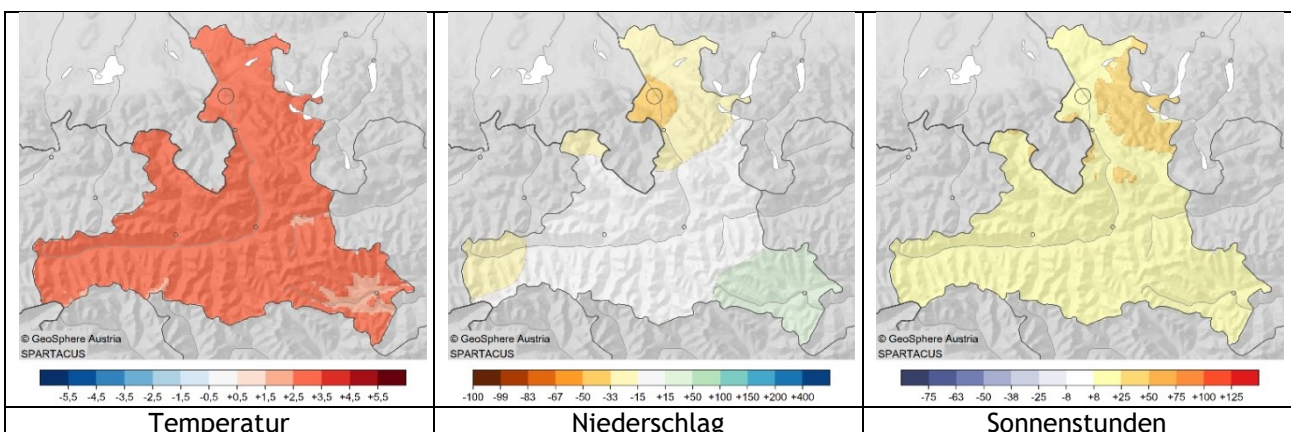 © GeoSphere Austria
SPARTACUS
-5,5 -4,5 -3,5 -2,5 -1,5 -0,5 +0,5 +1,5 +2,5 +3,5 +4,5 +5,5
Temperatur
© GeoSphere Austria
SPARTACUS
-100 -99 -83 -67 -50 -33 -15 +15 +50 +100 +150 +200 +400
Niederschlag
© GeoSphere Austria
SPARTACUS
-75 -63 -50 -38 -25 -8 +8 +25 +50 +75 +100 +125
Sonnenstunden